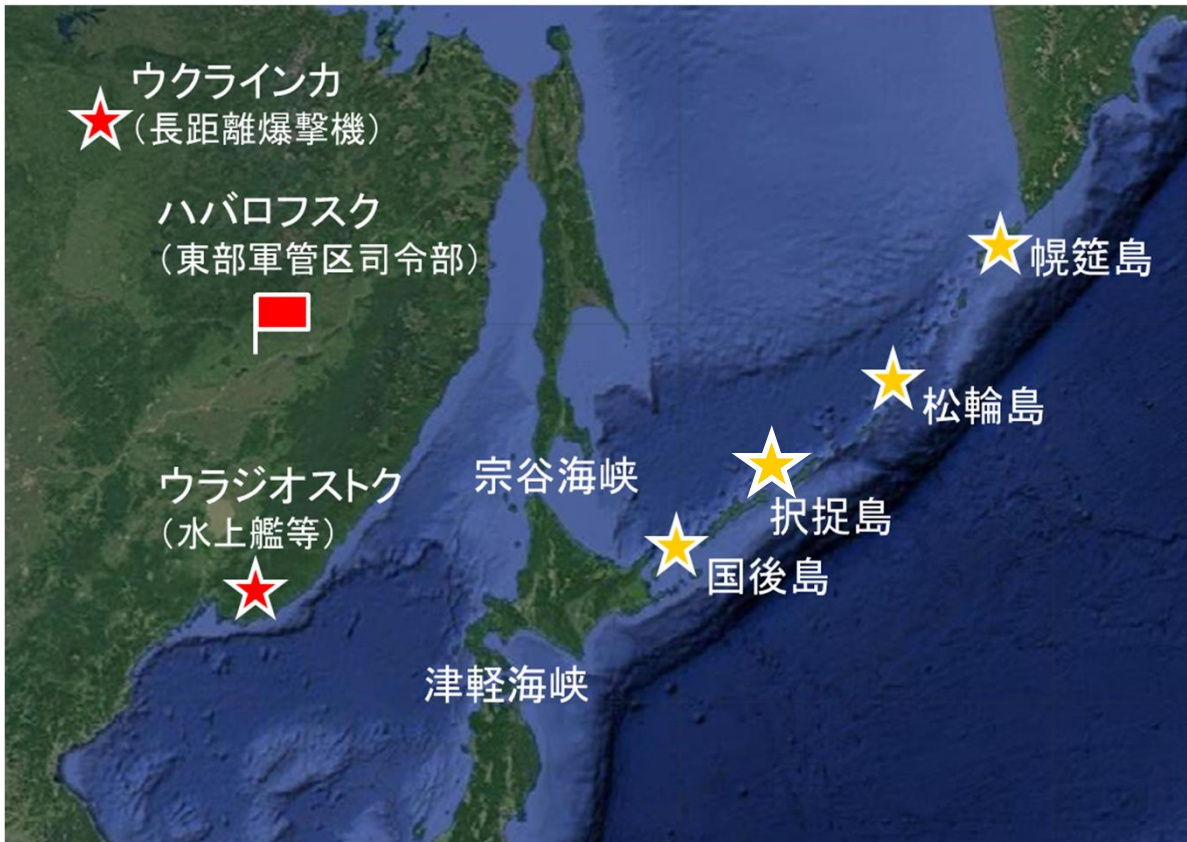 ウクラインカ
（長距離爆撃機）
ハバロフスク
（東部軍管区司令部）
幌筵島
松輪島
ウラジオストク
（水上艦等）
宗谷海峡
択捉島
国後島
津軽海峡